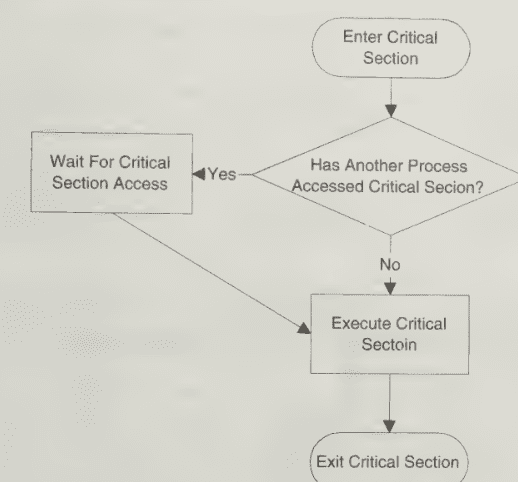 Enter Critical
Section
Wait For Critical
Section Access
Yes
Has Another Process
Accessed Critical Secion?
No
Execute Critical
Sectoin
Exit Critical Section